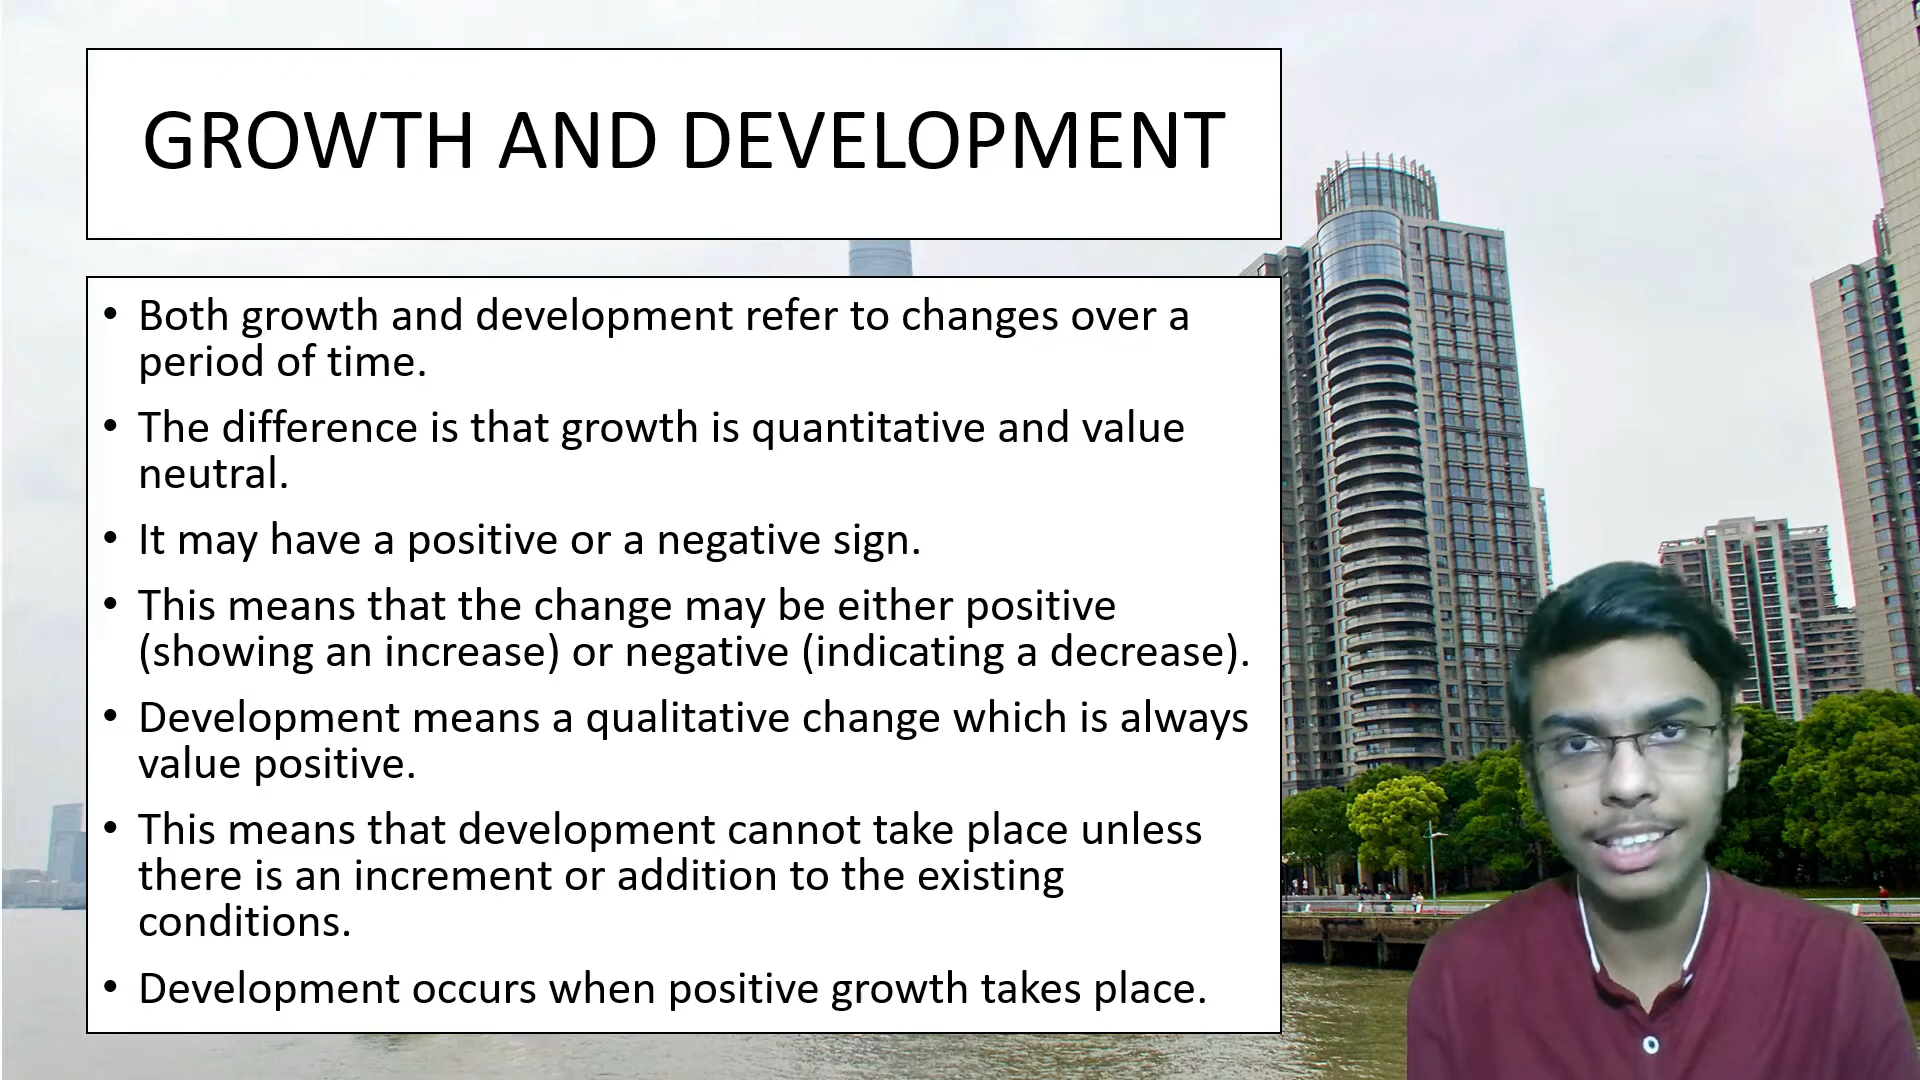 GROWTH AND DEVELOPMENT
• Both growth and development refer to changes over a
period of time.
• The difference is that growth is quantitative and value
neutral.
• It may have a positive or a negative sign.
• This means that the change may be either positive
(showing an increase) or negative (indicating a decrease).
• Development means a qualitative change which is always
value positive.
• This means that development cannot take place unless
there is an increment or addition to the existing
conditions.
• Development occurs when positive growth takes place.